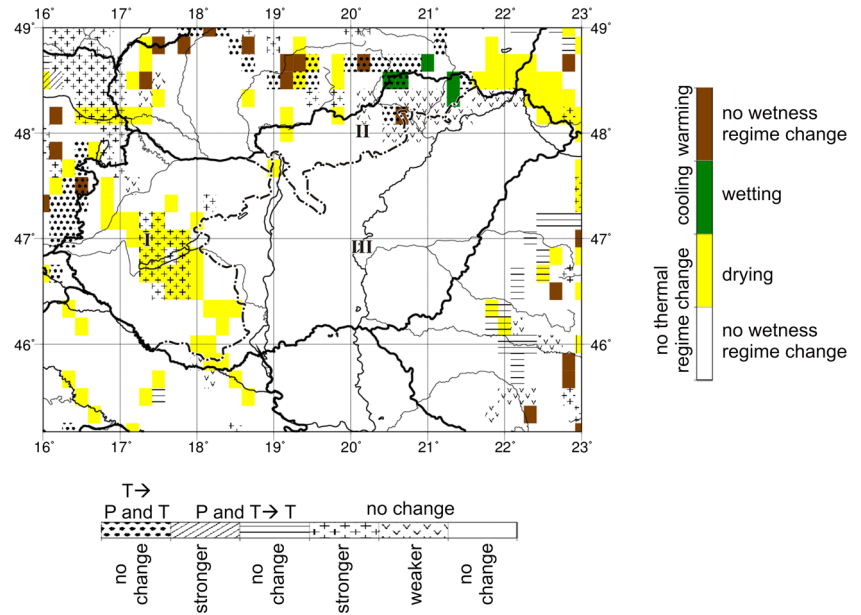 16˚ 17˚ 18˚ 19˚ 20˚ 21˚ 22˚ 23˚
49˚ 49˚
48˚ 48˚
47˚ 47˚
46˚ 46˚
II
I
III
16˚ 17˚ 18˚ 19˚ 20˚ 21˚ 22˚ 23˚
warming
no wetness
regime change
cooling
wetting
drying
no thermal
regime change
no wetness
regime change
T→
P and T
P and T→ T
no change
no
change
stronger
no
change
stronger
weaker
no
change